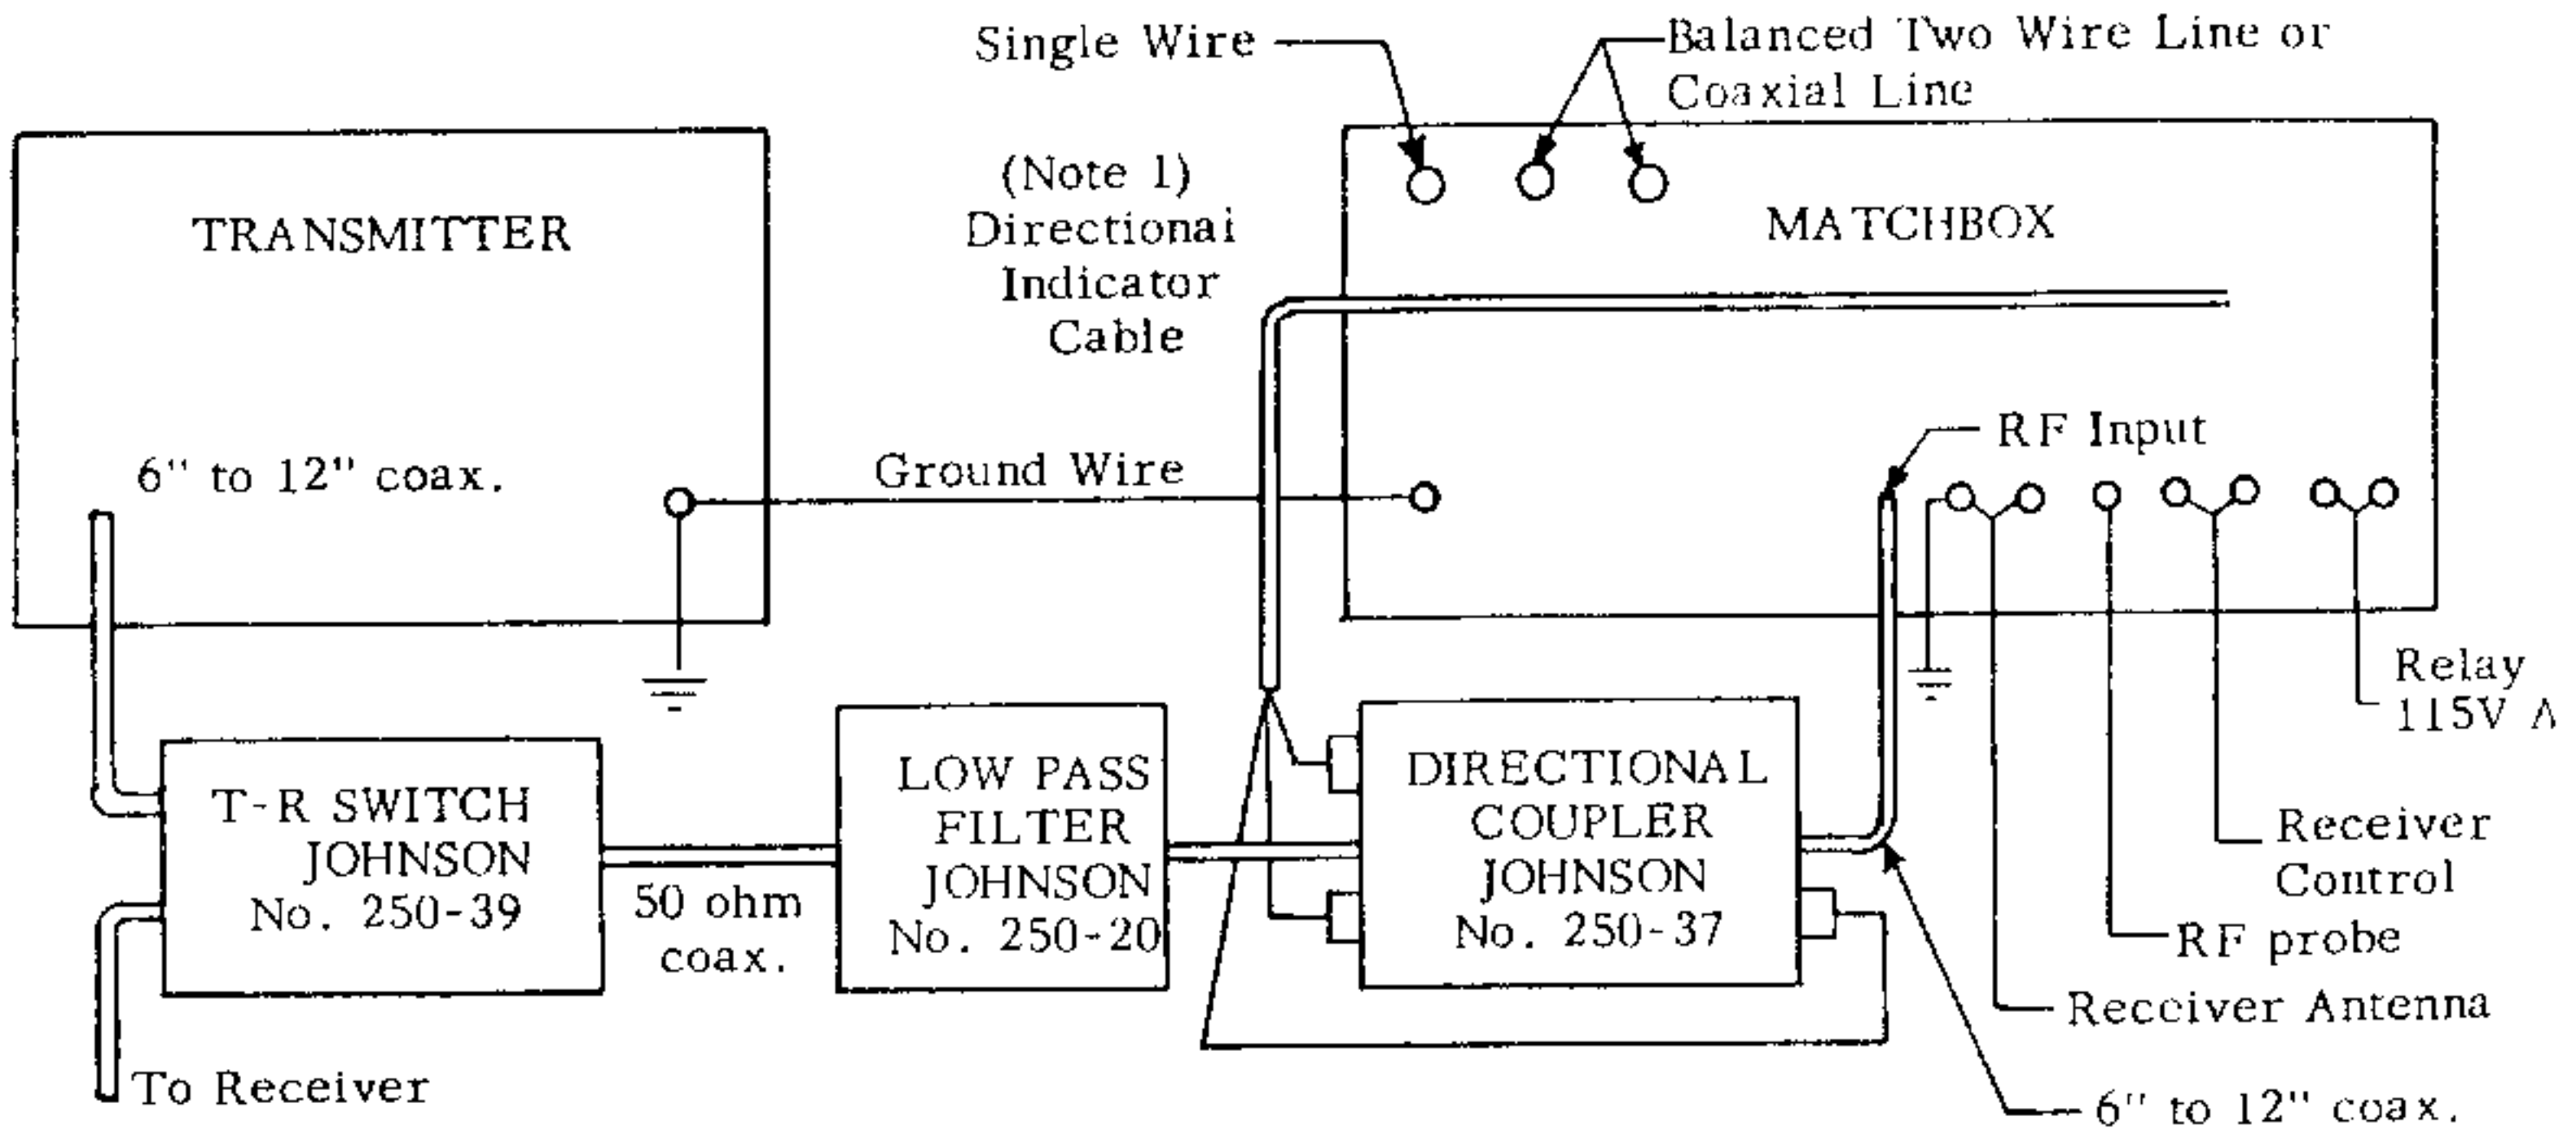 Single Wire
Balanced Two Wire Line or
Coaxial Line
TRANSMITTER
(Note 1)
Directional
Indicator
Cable
MATCHBOX
6" to 12" coax.
Ground Wire
RF Input
Relay
115V
T-R SWITCH
JOHNSON
No. 250-39
50 ohm
coax.
LOW PASS
FILTER
JOHNSON
No. 250-20
DIRECTIONAL
COUPLER
JOHNSON
No. 250-37
Receiver
Control
RF probe
Receiver Antenna
To Receiver
6" to 12" coax.